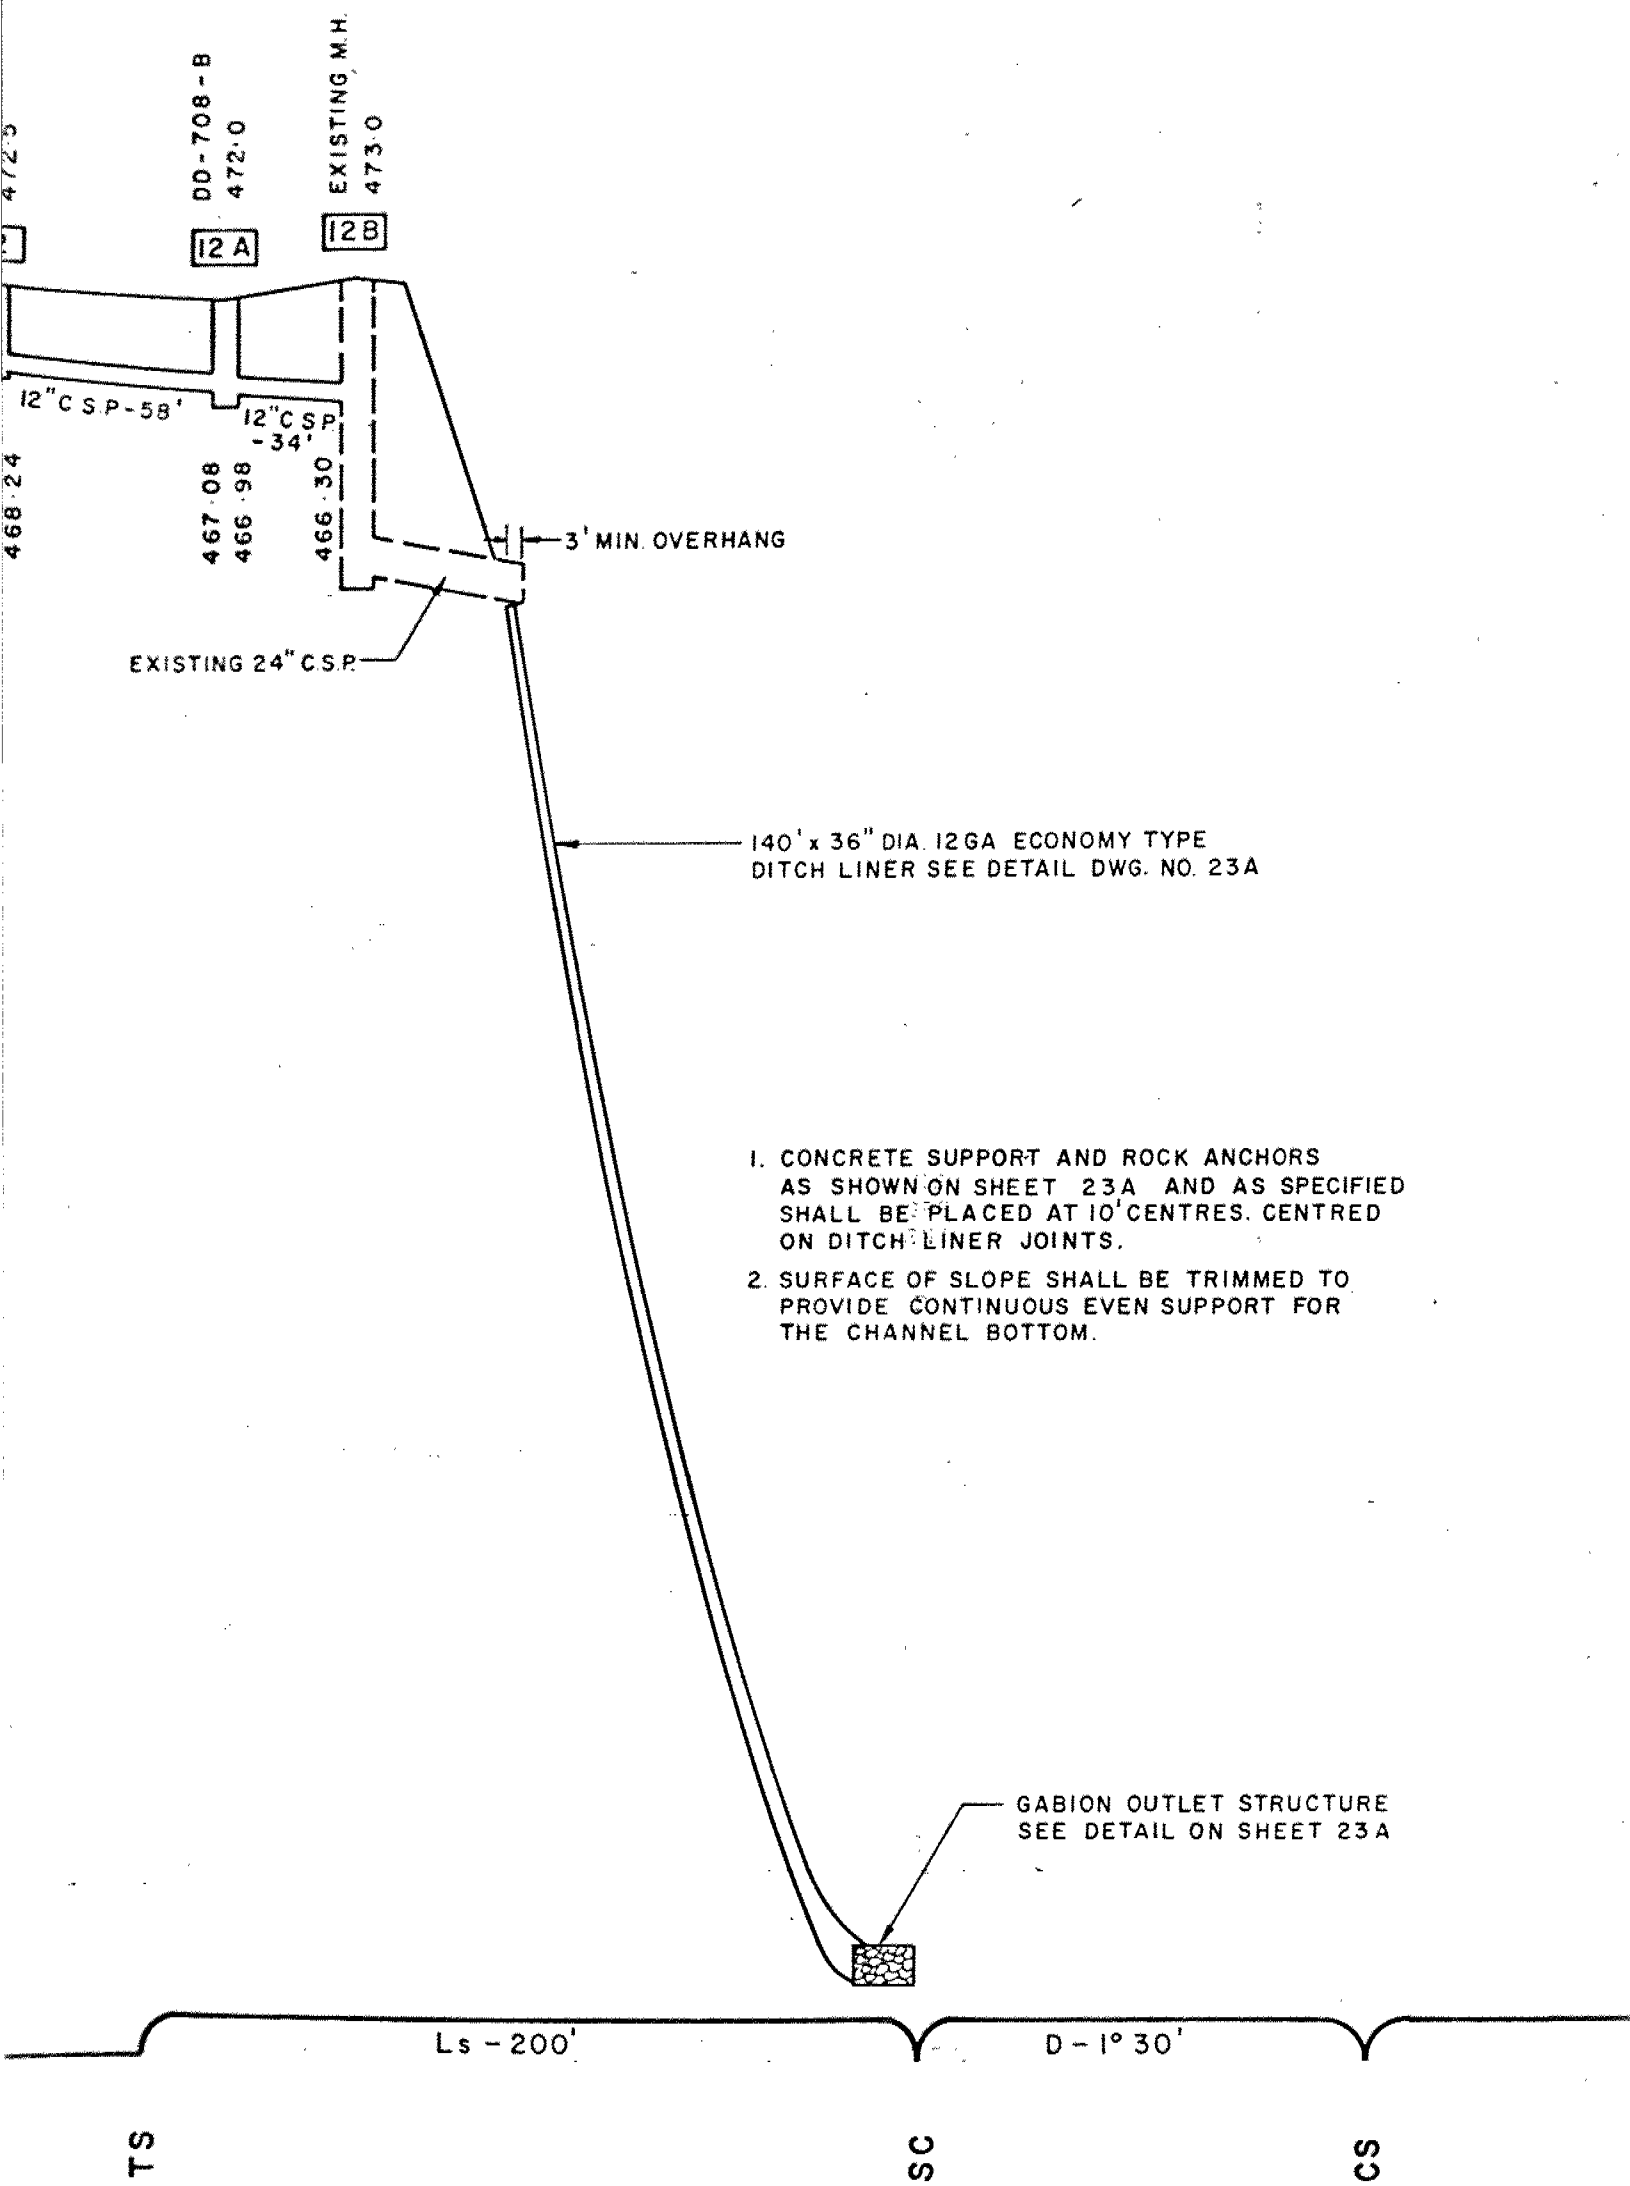 472.5
DD-708-B
472.0
EXISTING M.H.
473.0
12 A
12B
12" C S.P-58'
12" C S P
-34'
468.24
467.08
466.98
466.30
3' MIN. OVERHANG
EXISTING 24" C.S.P.
140' x 36" DIA. 12GA ECONOMY TYPE
DITCH LINER SEE DETAIL DWG. NO. 23A
1. CONCRETE SUPPORT AND ROCK ANCHORS
AS SHOWN ON SHEET 23A AND AS SPECIFIED
SHALL BE PLACED AT 10' CENTRES. CENTRED
ON DITCH LINER JOINTS.
2. SURFACE OF SLOPE SHALL BE TRIMMED TO
PROVIDE CONTINUOUS EVEN SUPPORT FOR
THE CHANNEL BOTTOM.
GABION OUTLET STRUCTURE
SEE DETAIL ON SHEET 23A
Ls - 200'
D - 1° 30'
TS
SC
CS